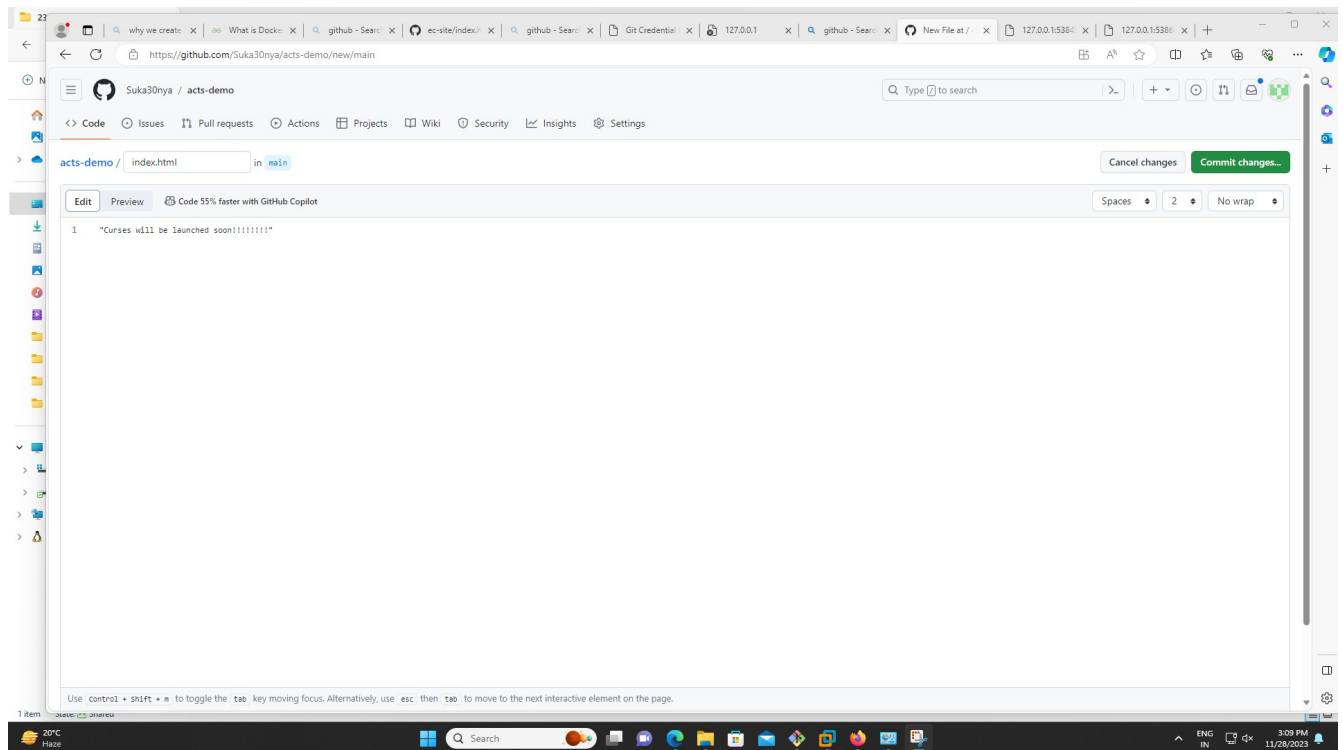 23
why we create
What is Docke
github - Searc
ec-site/index.h
github - Searc
Git Credential
127.0.0.1
github - Searc
New File at / ·
127.0.0.1:5384
127.0.0.1:5386
https://github.com/Suka30nya/acts-demo/new/main
N
Suka30nya / acts-demo
Type / to search
Code Issues Pull requests Actions Projects Wiki Security Insights Settings
acts-demo / index.html in main
Cancel changes Commit changes...
Edit Preview Code 55% faster with GitHub Copilot
Spaces 2 No wrap
1 "Curses will be launched soon!!!!!!!!"
Use Control + Shift + m to toggle the tab key moving focus. Alternatively, use esc then tab to move to the next interactive element on the page.
1 item State: Shared
20°C
Haze
Search
ENG
IN
3:09 PM
11/28/2023